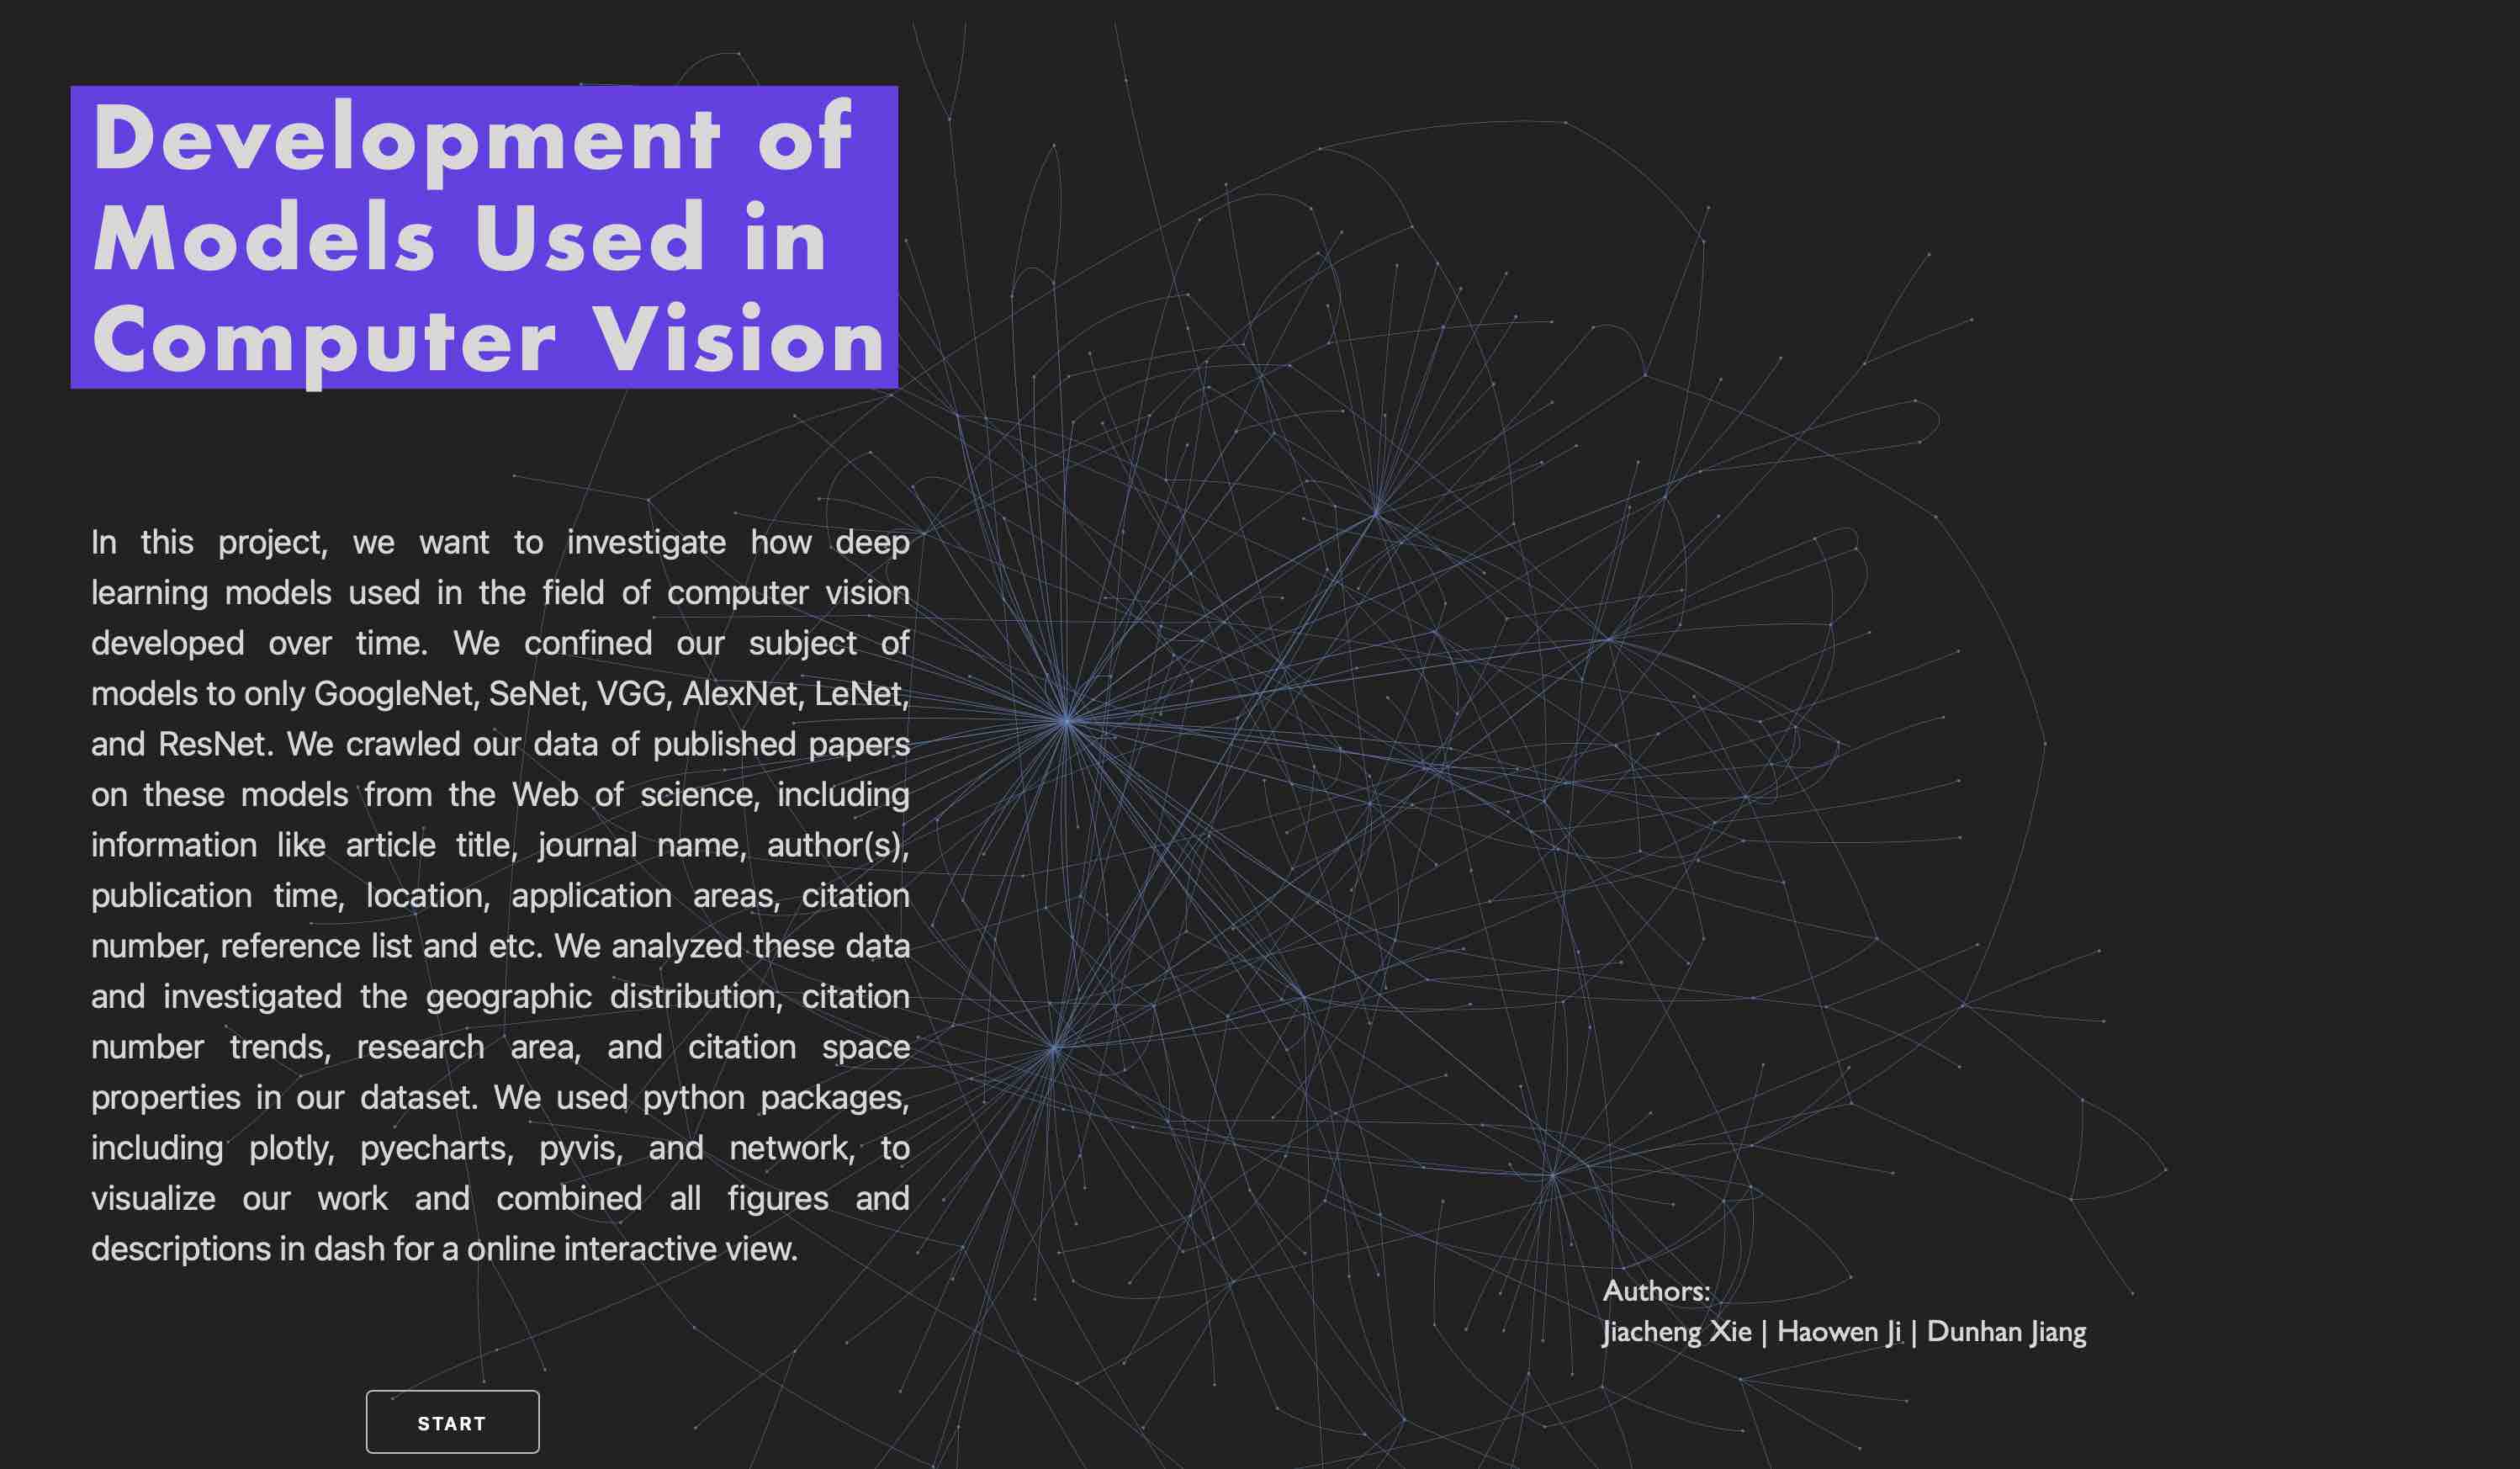 Development of
Models Used in
Computer Vision
In this project, we want to investigate how deep
learning models used in the field of computer vision
developed over time. We confined our subject of
models to only GoogleNet, SeNet, VGG, AlexNet, LeNet,
and ResNet. We crawled our data of published papers
on these models from the Web of science, including
information like article title, journal name, author(s),
publication time, location, application areas, citation
number, reference list and etc. We analyzed these data
and investigated the geographic distribution, citation
number trends, research area, and citation space
properties in our dataset. We used python packages,
including plotly, pyecharts, pyvis, and network, to
visualize our work and combined all figures and
descriptions in dash for a online interactive view.
Authors:
Jiacheng Xie | Haowen Ji | Dunhan Jiang
START